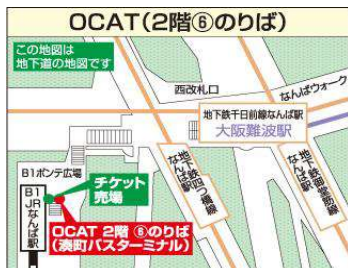 OCAT(2階⑥のりば)
この地図は
地下道の地図です
西改札口
なんばウォーク
地下鉄千日前線なんば駅
大阪難波駅
地下鉄四つ橋線
なんば駅
地下鉄御堂筋線
なんば駅
B1ポンテ広場
チケット
売場
B1
JR
なんば駅
OCAT 2階 ⑥のりば
(湊町バスターミナル)